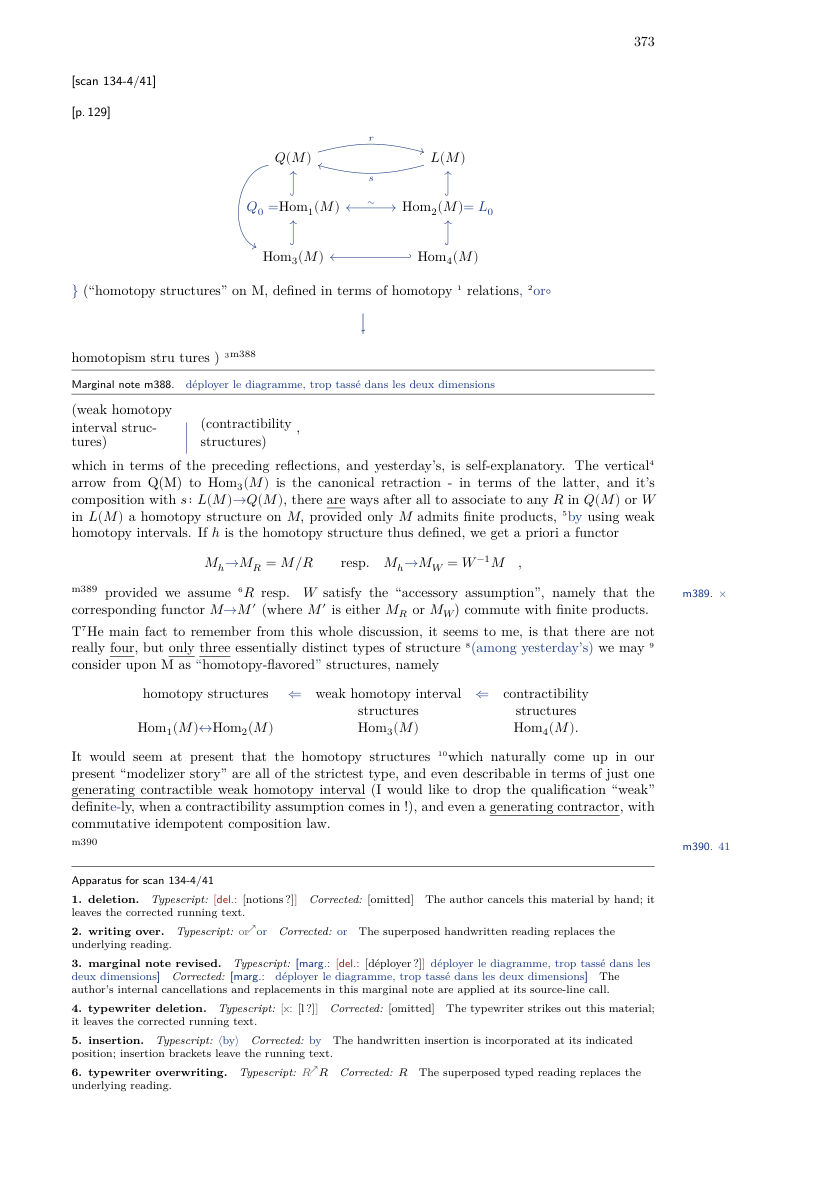 373
[scan 134-4/41]
[p. 129]
r
Q(M) L(M)
s
Q₀ =Hom₁(M) ∼ Hom₂(M)= L₀
Hom₃(M) Hom₄(M)
} (“homotopy structures” on M, defined in terms of homotopy ¹ relations, ²or∘
↓
homotopism stru tures ) ³ᵐ³⁸⁸
Marginal note m388. déployer le diagramme, trop tassé dans les deux dimensions
(weak homotopy
interval struc-
tures)
(contractibility
structures) ,
which in terms of the preceding reflections, and yesterday’s, is self-explanatory. The vertical⁴
arrow from Q(M) to Hom₃(M) is the canonical retraction - in terms of the latter, and it’s
composition with s: L(M)→Q(M), there are ways after all to associate to any R in Q(M) or W
in L(M) a homotopy structure on M, provided only M admits finite products, ⁵by using weak
homotopy intervals. If h is the homotopy structure thus defined, we get a priori a functor
M_h→M_R = M/R resp. M_h→M_W = W⁻¹M ,
ᵐ³⁸⁹ provided we assume ⁶R resp. W satisfy the “accessory assumption”, namely that the
m389. ×
corresponding functor M→M′ (where M′ is either M_R or M_W) commute with finite products.
T⁷He main fact to remember from this whole discussion, it seems to me, is that there are not
really four, but only three essentially distinct types of structure ⁸(among yesterday’s) we may ⁹
consider upon M as “homotopy-flavored” structures, namely
homotopy structures ⇐ weak homotopy interval ⇐ contractibility
structures structures
Hom₁(M)↔Hom₂(M) Hom₃(M) Hom₄(M).
It would seem at present that the homotopy structures ¹⁰which naturally come up in our
present “modelizer story” are all of the strictest type, and even describable in terms of just one
generating contractible weak homotopy interval (I would like to drop the qualification “weak”
definite-ly, when a contractibility assumption comes in !), and even a generating contractor, with
commutative idempotent composition law.
ᵐ³⁹⁰
m390. 41
Apparatus for scan 134-4/41
1. deletion. Typescript: [del.: [notions ?]] Corrected: [omitted] The author cancels this material by hand; it
leaves the corrected running text.
2. writing over. Typescript: or↗or Corrected: or The superposed handwritten reading replaces the
underlying reading.
3. marginal note revised. Typescript: [marg.: [del.: [déployer ?]] déployer le diagramme, trop tassé dans les
deux dimensions] Corrected: [marg.: déployer le diagramme, trop tassé dans les deux dimensions] The
author’s internal cancellations and replacements in this marginal note are applied at its source-line call.
4. typewriter deletion. Typescript: [×: [l ?]] Corrected: [omitted] The typewriter strikes out this material;
it leaves the corrected running text.
5. insertion. Typescript: ⟨by⟩ Corrected: by The handwritten insertion is incorporated at its indicated
position; insertion brackets leave the running text.
6. typewriter overwriting. Typescript: R↗R Corrected: R The superposed typed reading replaces the
underlying reading.